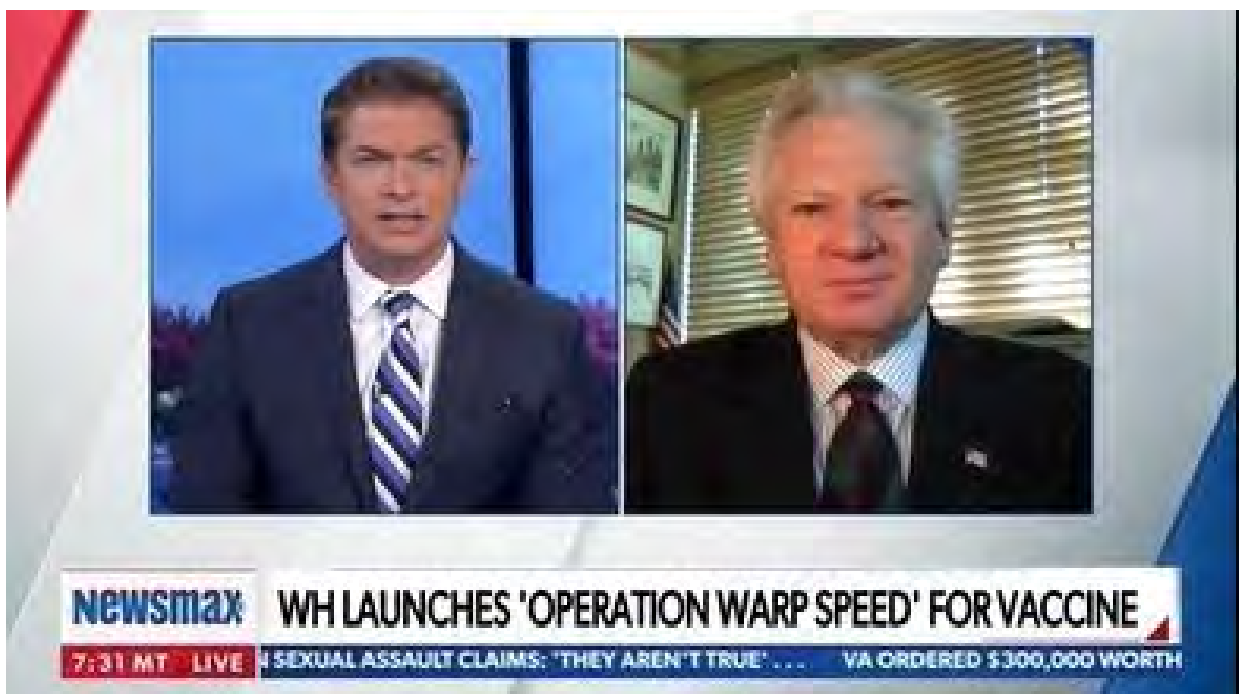 Newsmax
WH LAUNCHES 'OPERATION WARP SPEED' FOR VACCINE
7:31 MT LIVE
SEXUAL ASSAULT CLAIMS: 'THEY AREN'T TRUE' ... VA ORDERED $300,000 WORTH